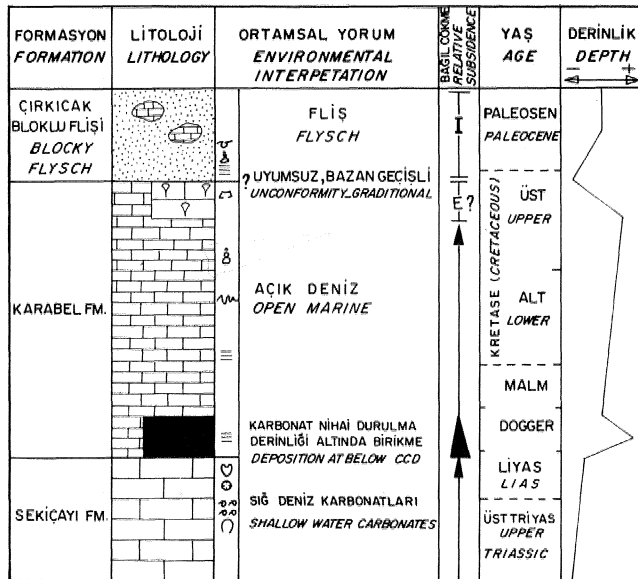 FORMASYON
FORMATION
LİTOLOJİ
LITHOLOGY
ORTAMSAL YORUM
ENVIRONMENTAL
INTERPETATION
BAĞIL ÇÖKME
RELATIVE
SUBSIDENCE
YAŞ
AGE
DERİNLİK
DEPTH
− +
ÇIRKICAK
BLOKLU FLİŞİ
BLOCKY
FLYSCH
FLİŞ
FLYSCH
I
PALEOSEN
PALEOCENE
? UYUMSUZ, BAZAN GEÇİŞLİ
UNCONFORMITY_GRADITIONAL
E?
KRETASE (CRETACEOUS)
ÜST
UPPER
KARABEL FM.
AÇIK DENİZ
OPEN MARINE
ALT
LOWER
MALM
KARBONAT NİHAİ DURULMA
DERİNLİĞİ ALTINDA BİRİKME
DEPOSITION AT BELOW CCD
DOGGER
LİYAS
LIAS
SEKİÇAYI FM.
SIĞ DENİZ KARBONATLARI
SHALLOW WATER CARBONATES
ÜST TRİYAS
UPPER
TRIASSIC